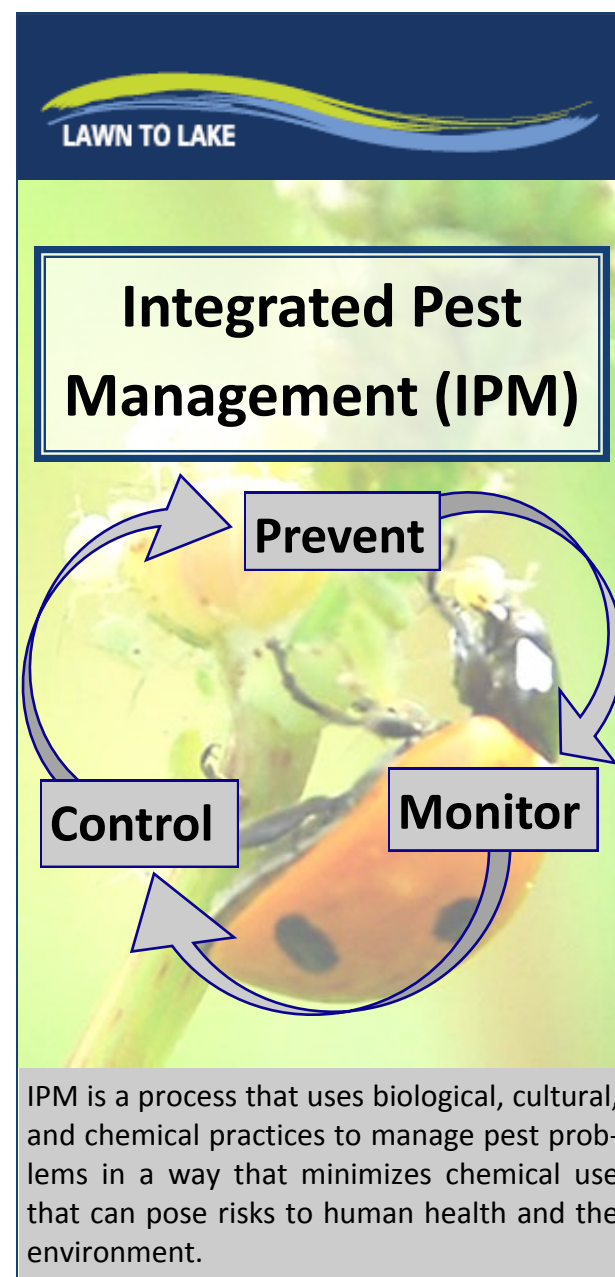 LAWN TO LAKE
Integrated Pest
Management (IPM)
Prevent
Control
Monitor
IPM is a process that uses biological, cultural,
and chemical practices to manage pest prob-
lems in a way that minimizes chemical use
that can pose risks to human health and the
environment.